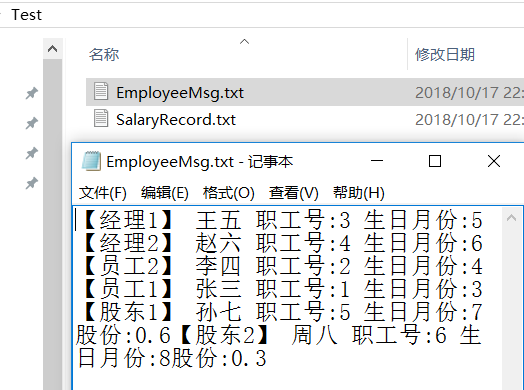 Test
名称 修改日期
EmployeeMsg.txt 2018/10/17 22:
SalaryRecord.txt 2018/10/17 22:
EmployeeMsg.txt - 记事本
文件(F) 编辑(E) 格式(O) 查看(V) 帮助(H)
【经理1】 王五 职工号:3 生日月份:5
【经理2】 赵六 职工号:4 生日月份:6
【员工2】 李四 职工号:2 生日月份:4
【员工1】 张三 职工号:1 生日月份:3
【股东1】 孙七 职工号:5 生日月份:7
股份:0.6【股东2】 周八 职工号:6 生
日月份:8股份:0.3